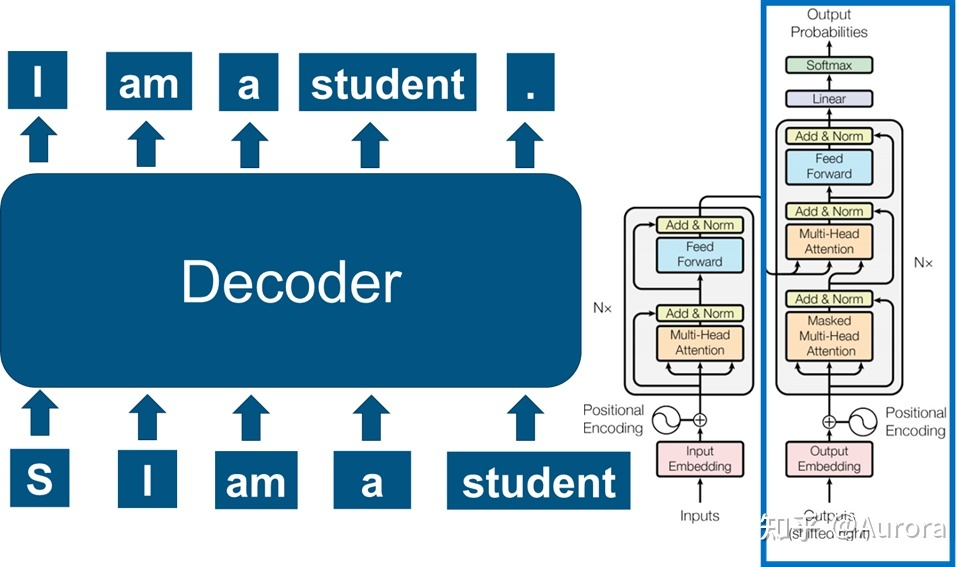 I am a student .
Decoder
S I am a student
Output
Probabilities
Softmax
Linear
Add & Norm
Feed
Forward
Add & Norm
Multi-Head
Attention
Nx
Add & Norm
Masked
Multi-Head
Attention
Positional
Encoding
Output
Embedding
Outputs
(shifted right)
Add & Norm
Feed
Forward
Nx
Add & Norm
Multi-Head
Attention
Positional
Encoding
Input
Embedding
Inputs
知乎 @Aurora